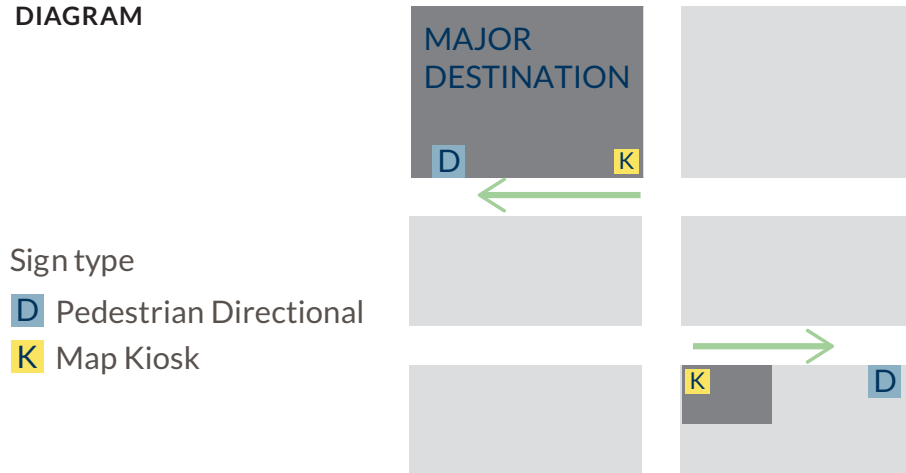 DIAGRAM
MAJOR
DESTINATION
D
K
Sign type
D Pedestrian Directional
K Map Kiosk
K
D